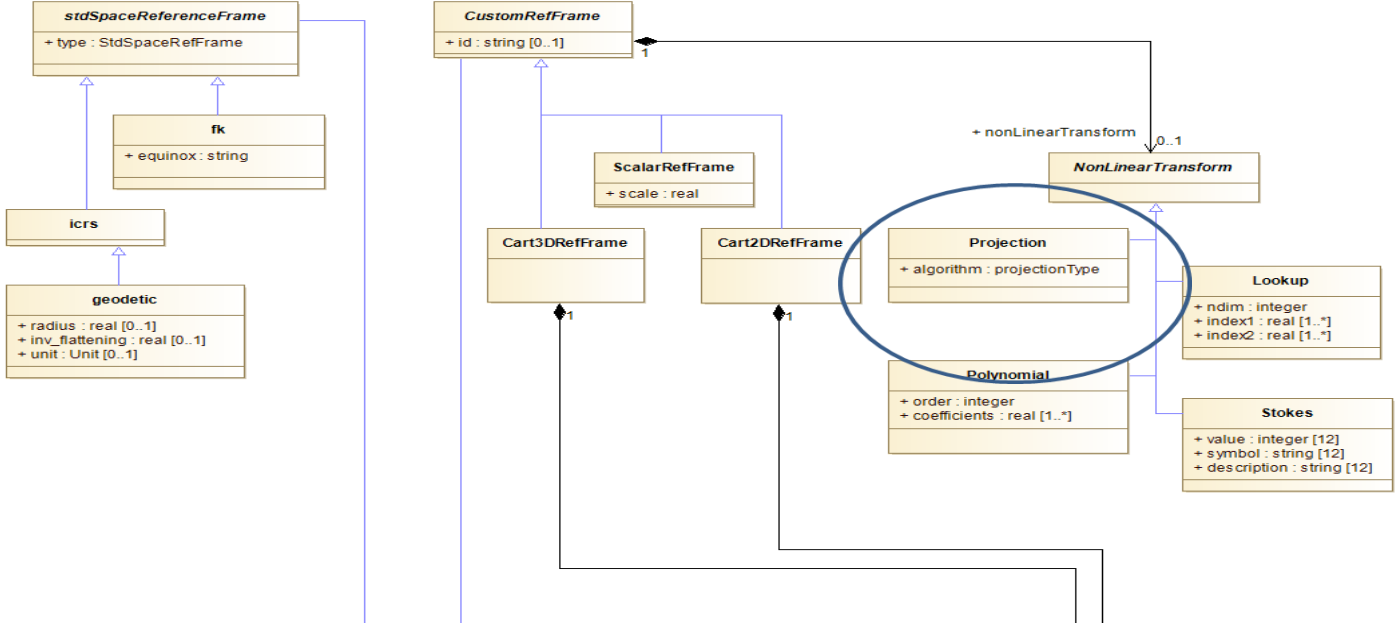 stdSpaceReferenceFrame
+ type : StdSpaceRefFrame
fk
+ equinox : string
icrs
geodetic
+ radius : real [0..1]
+ inv_flattening : real [0..1]
+ unit : Unit [0..1]
CustomRefFrame
+ id : string [0..1]
1
+ nonLinearTransform
0..1
ScalarRefFrame
+ scale : real
Cart3DRefFrame
1
Cart2DRefFrame
1
NonLinearTransform
Projection
+ algorithm : projectionType
Lookup
+ ndim : integer
+ index1 : real [1..*]
+ index2 : real [1..*]
Polynomial
+ order : integer
+ coefficients : real [1..*]
Stokes
+ value : integer [12]
+ symbol : string [12]
+ description : string [12]